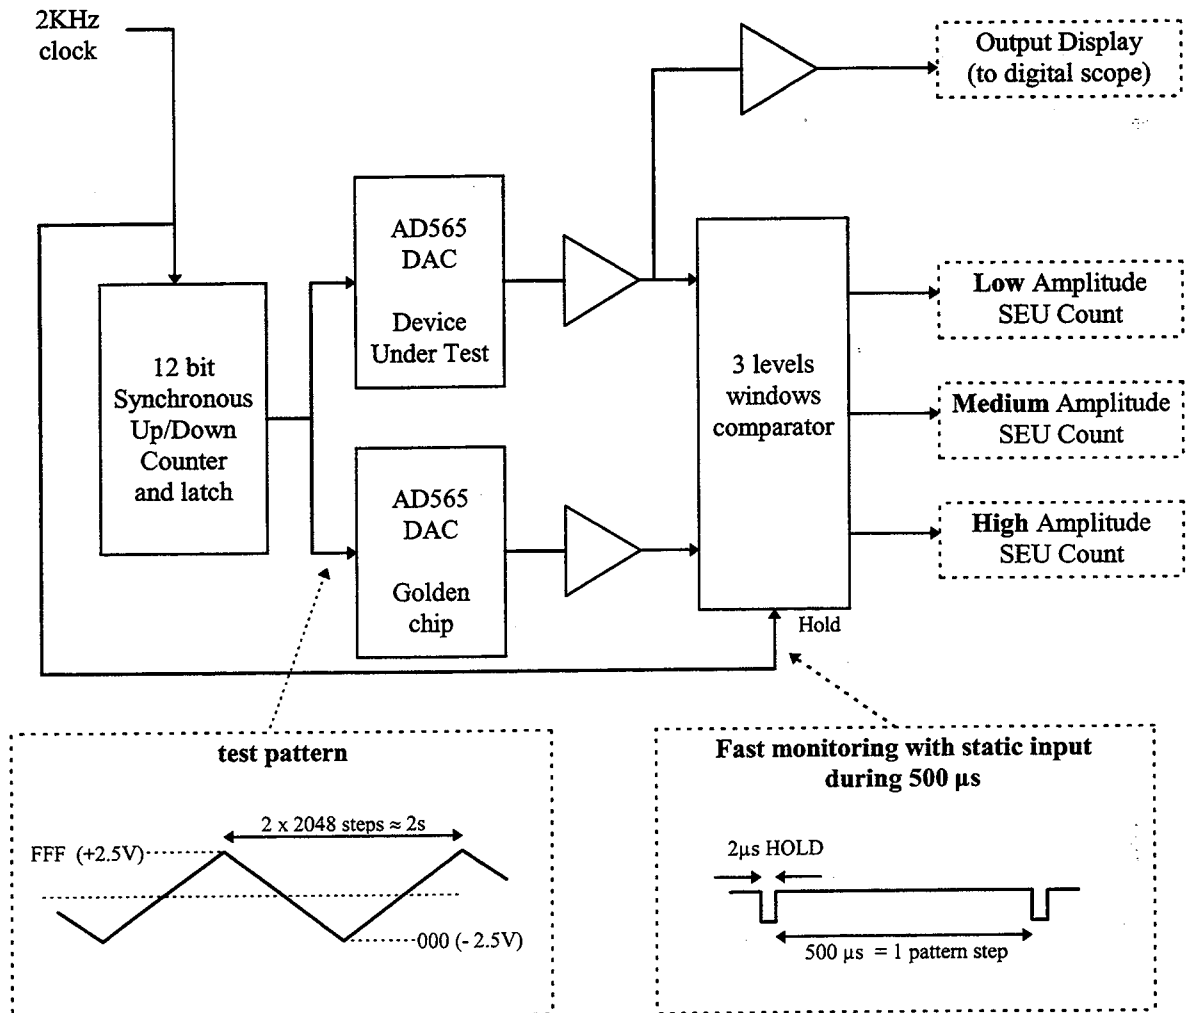 2KHz
clock
Output Display
(to digital scope)
AD565
DAC
Device
Under Test
12 bit
Synchronous
Up/Down
Counter
and latch
AD565
DAC
Golden
chip
3 levels
windows
comparator
Hold
Low Amplitude
SEU Count
Medium Amplitude
SEU Count
High Amplitude
SEU Count
test pattern
2 x 2048 steps ≈ 2s
FFF (+2.5V)
000 (- 2.5V)
Fast monitoring with static input
during 500 µs
2µs HOLD
500 µs = 1 pattern step